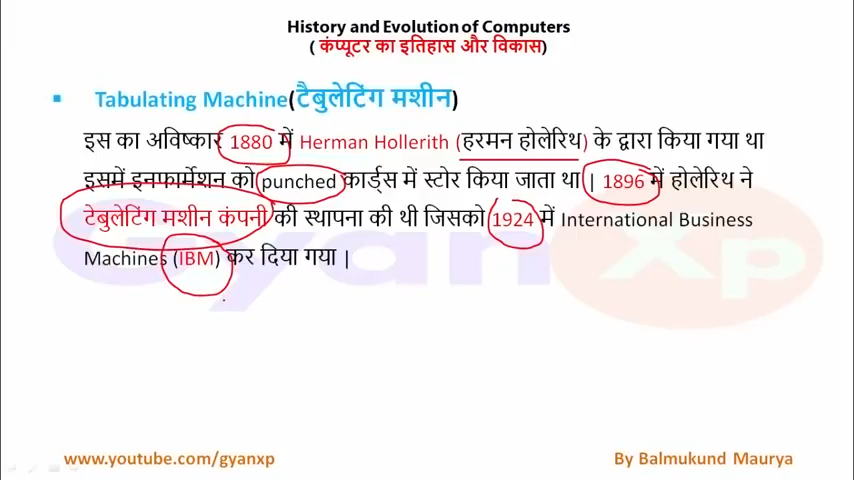 History and Evolution of Computers
( कंप्यूटर का इतिहास और विकास)
▪ Tabulating Machine(टैबुलेटिंग मशीन)
इस का अविष्कार 1880 में Herman Hollerith (हरमन होलेरिथ) के द्वारा किया गया था
इसमें इनफार्मेशन को punched कार्ड्स में स्टोर किया जाता था | 1896 में होलेरिथ ने
टेबुलेटिंग मशीन कंपनी की स्थापना की थी जिसको 1924 में International Business
Machines (IBM) कर दिया गया |
Gyan Xp
www.youtube.com/gyanxp
By Balmukund Maurya